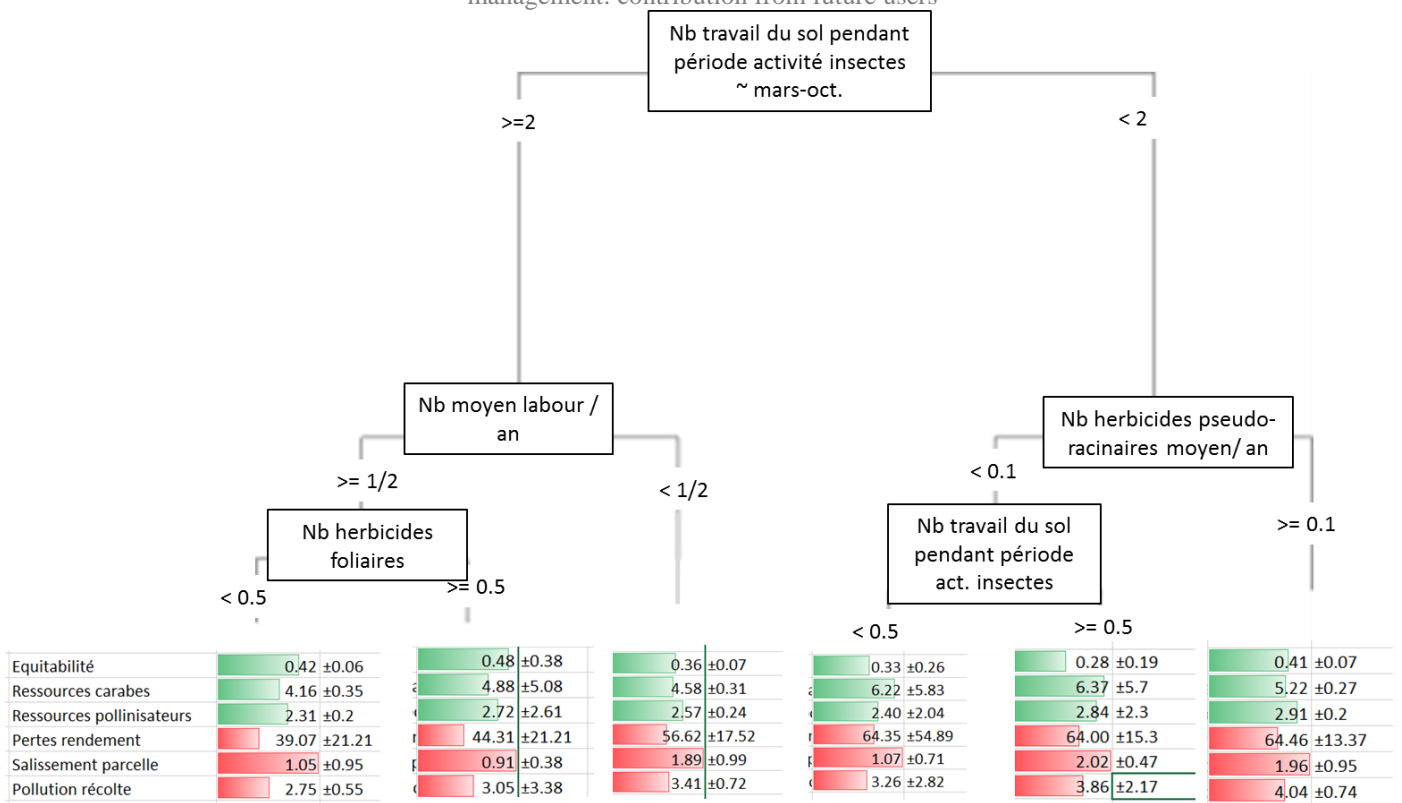 management: contribution from future users
Nb travail du sol pendant
période activité insectes
~ mars-oct.
>=2
< 2
Nb moyen labour /
an
Nb herbicides pseudo-
racinaires moyen/ an
>= 1/2
< 1/2
< 0.1
>= 0.1
Nb herbicides
foliaires
Nb travail du sol
pendant période
act. insectes
< 0.5
>= 0.5
< 0.5
>= 0.5
Equitabilité 0.42 ±0.06 0.48 ±0.38 0.36 ±0.07 0.33 ±0.26 0.28 ±0.19 0.41 ±0.07
Ressources carabes 4.16 ±0.35 4.88 ±5.08 4.58 ±0.31 6.22 ±5.83 6.37 ±5.7 5.22 ±0.27
Ressources pollinisateurs 2.31 ±0.2 2.72 ±2.61 2.57 ±0.24 2.40 ±2.04 2.84 ±2.3 2.91 ±0.2
Pertes rendement 39.07 ±21.21 44.31 ±21.21 56.62 ±17.52 64.35 ±54.89 64.00 ±15.3 64.46 ±13.37
Salissement parcelle 1.05 ±0.95 0.91 ±0.38 1.89 ±0.99 1.07 ±0.71 2.02 ±0.47 1.96 ±0.95
Pollution récolte 2.75 ±0.55 3.05 ±3.38 3.41 ±0.72 3.26 ±2.82 3.86 ±2.17 4.04 ±0.74